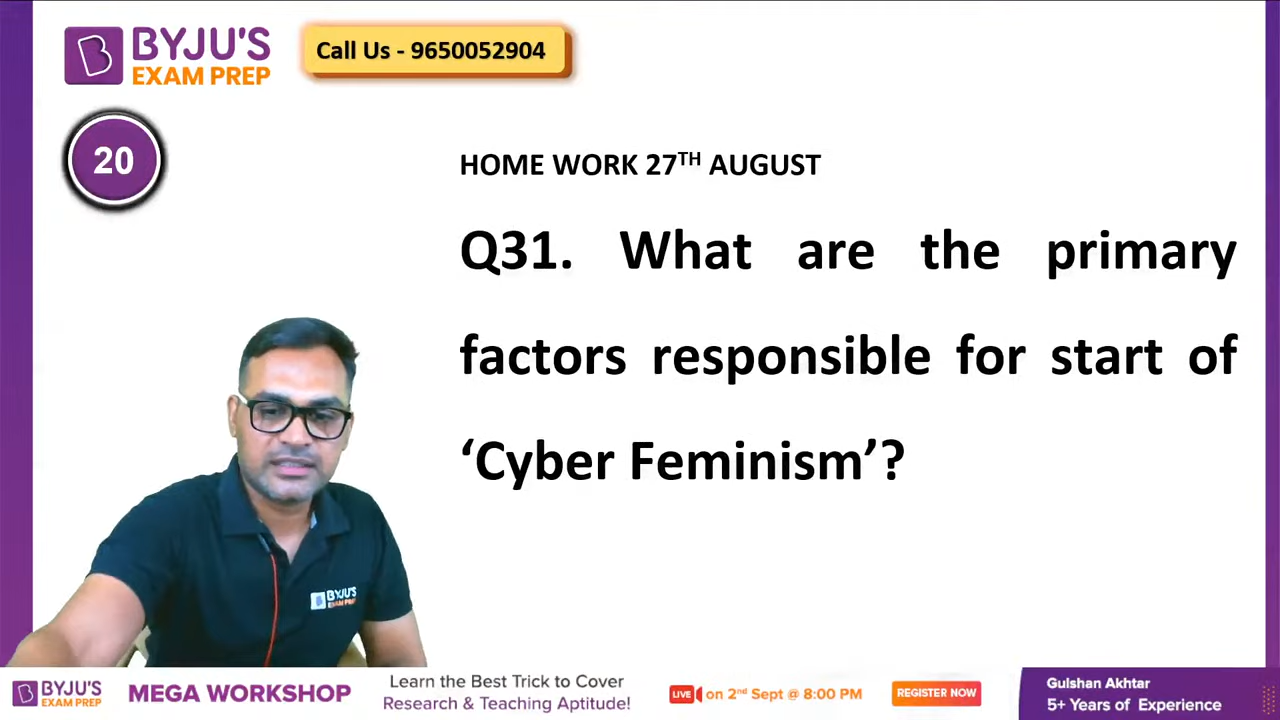 BYJU'S
EXAM PREP
Call Us - 9650052904
20
HOME WORK 27TH AUGUST
Q31. What are the primary
factors responsible for start of
‘Cyber Feminism’?
BYJU'S
EXAM PREP
BYJU'S
EXAM PREP
MEGA WORKSHOP
Learn the Best Trick to Cover
Research & Teaching Aptitude!
LIVE on 2nd Sept @ 8:00 PM
REGISTER NOW
Gulshan Akhtar
5+ Years of Experience